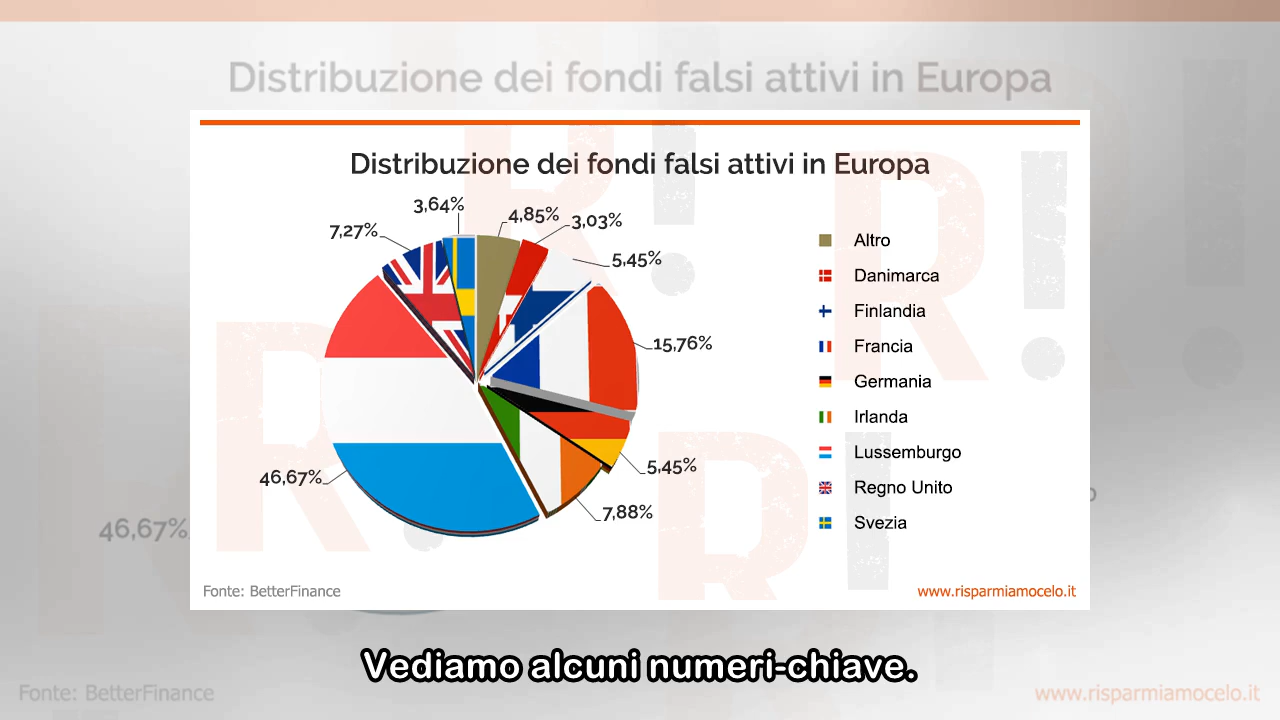 Distribuzione dei fondi falsi attivi in Europa
Distribuzione dei fondi falsi attivi in Europa
3,64%
4,85%
3,03%
7,27%
5,45%
15,76%
46,67%
5,45%
7,88%
Altro
Danimarca
Finlandia
Francia
Germania
Irlanda
Lussemburgo
Regno Unito
Svezia
46,67%
Fonte: BetterFinance
www.risparmiamocelo.it
R!
R!
R!
R!
Vediamo alcuni numeri-chiave.
Fonte: BetterFinance
www.risparmiamocelo.it